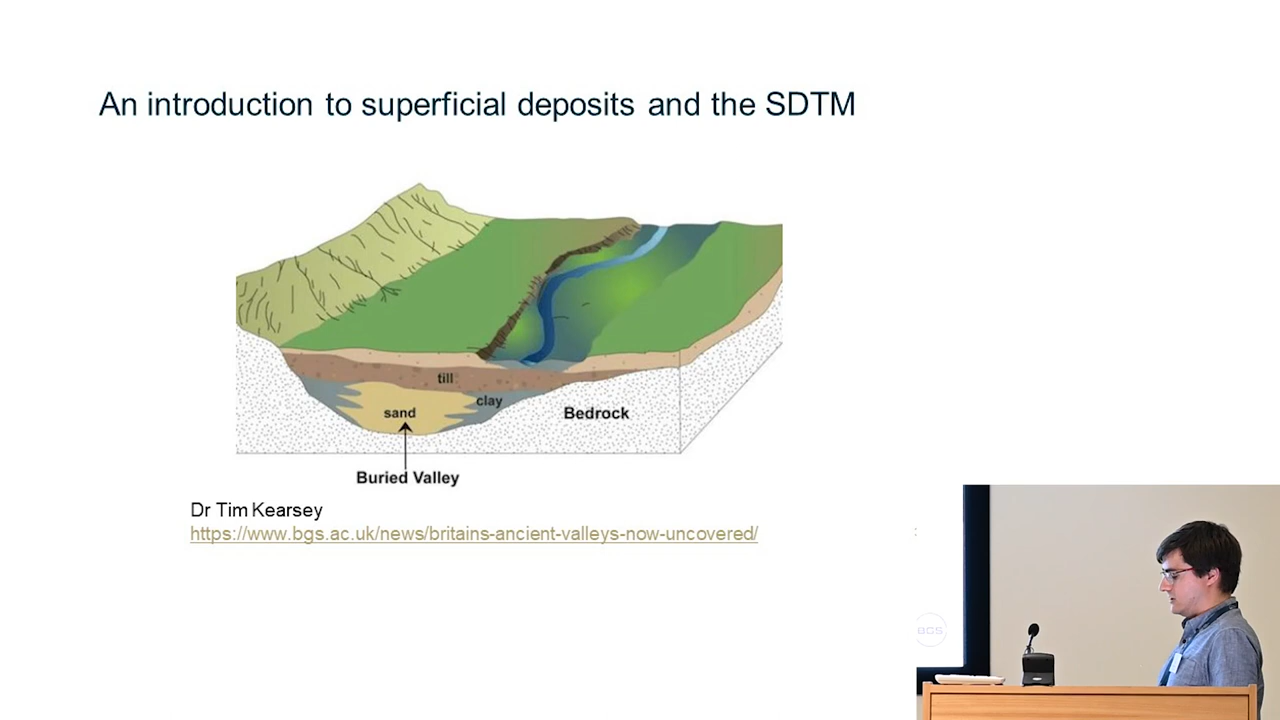 An introduction to superficial deposits and the SDTM
till
clay
sand
Bedrock
Buried Valley
Dr Tim Kearsey
https://www.bgs.ac.uk/news/britains-ancient-valleys-now-uncovered/
BGS